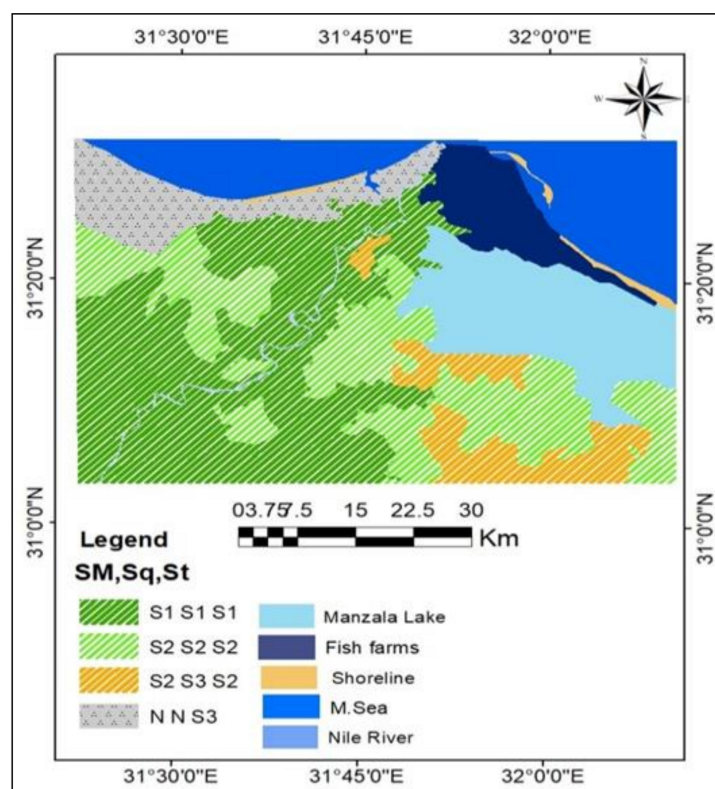 31°30'0"E 31°45'0"E 32°0'0"E
N
W
S
31°20'0"N 31°20'0"N
31°0'0"N 31°0'0"N
03.757.5 15 22.5 30
Km
Legend
SM,Sq,St
S1 S1 S1
S2 S2 S2
S2 S3 S2
N N S3
Manzala Lake
Fish farms
Shoreline
M.Sea
Nile River
31°30'0"E 31°45'0"E 32°0'0"E